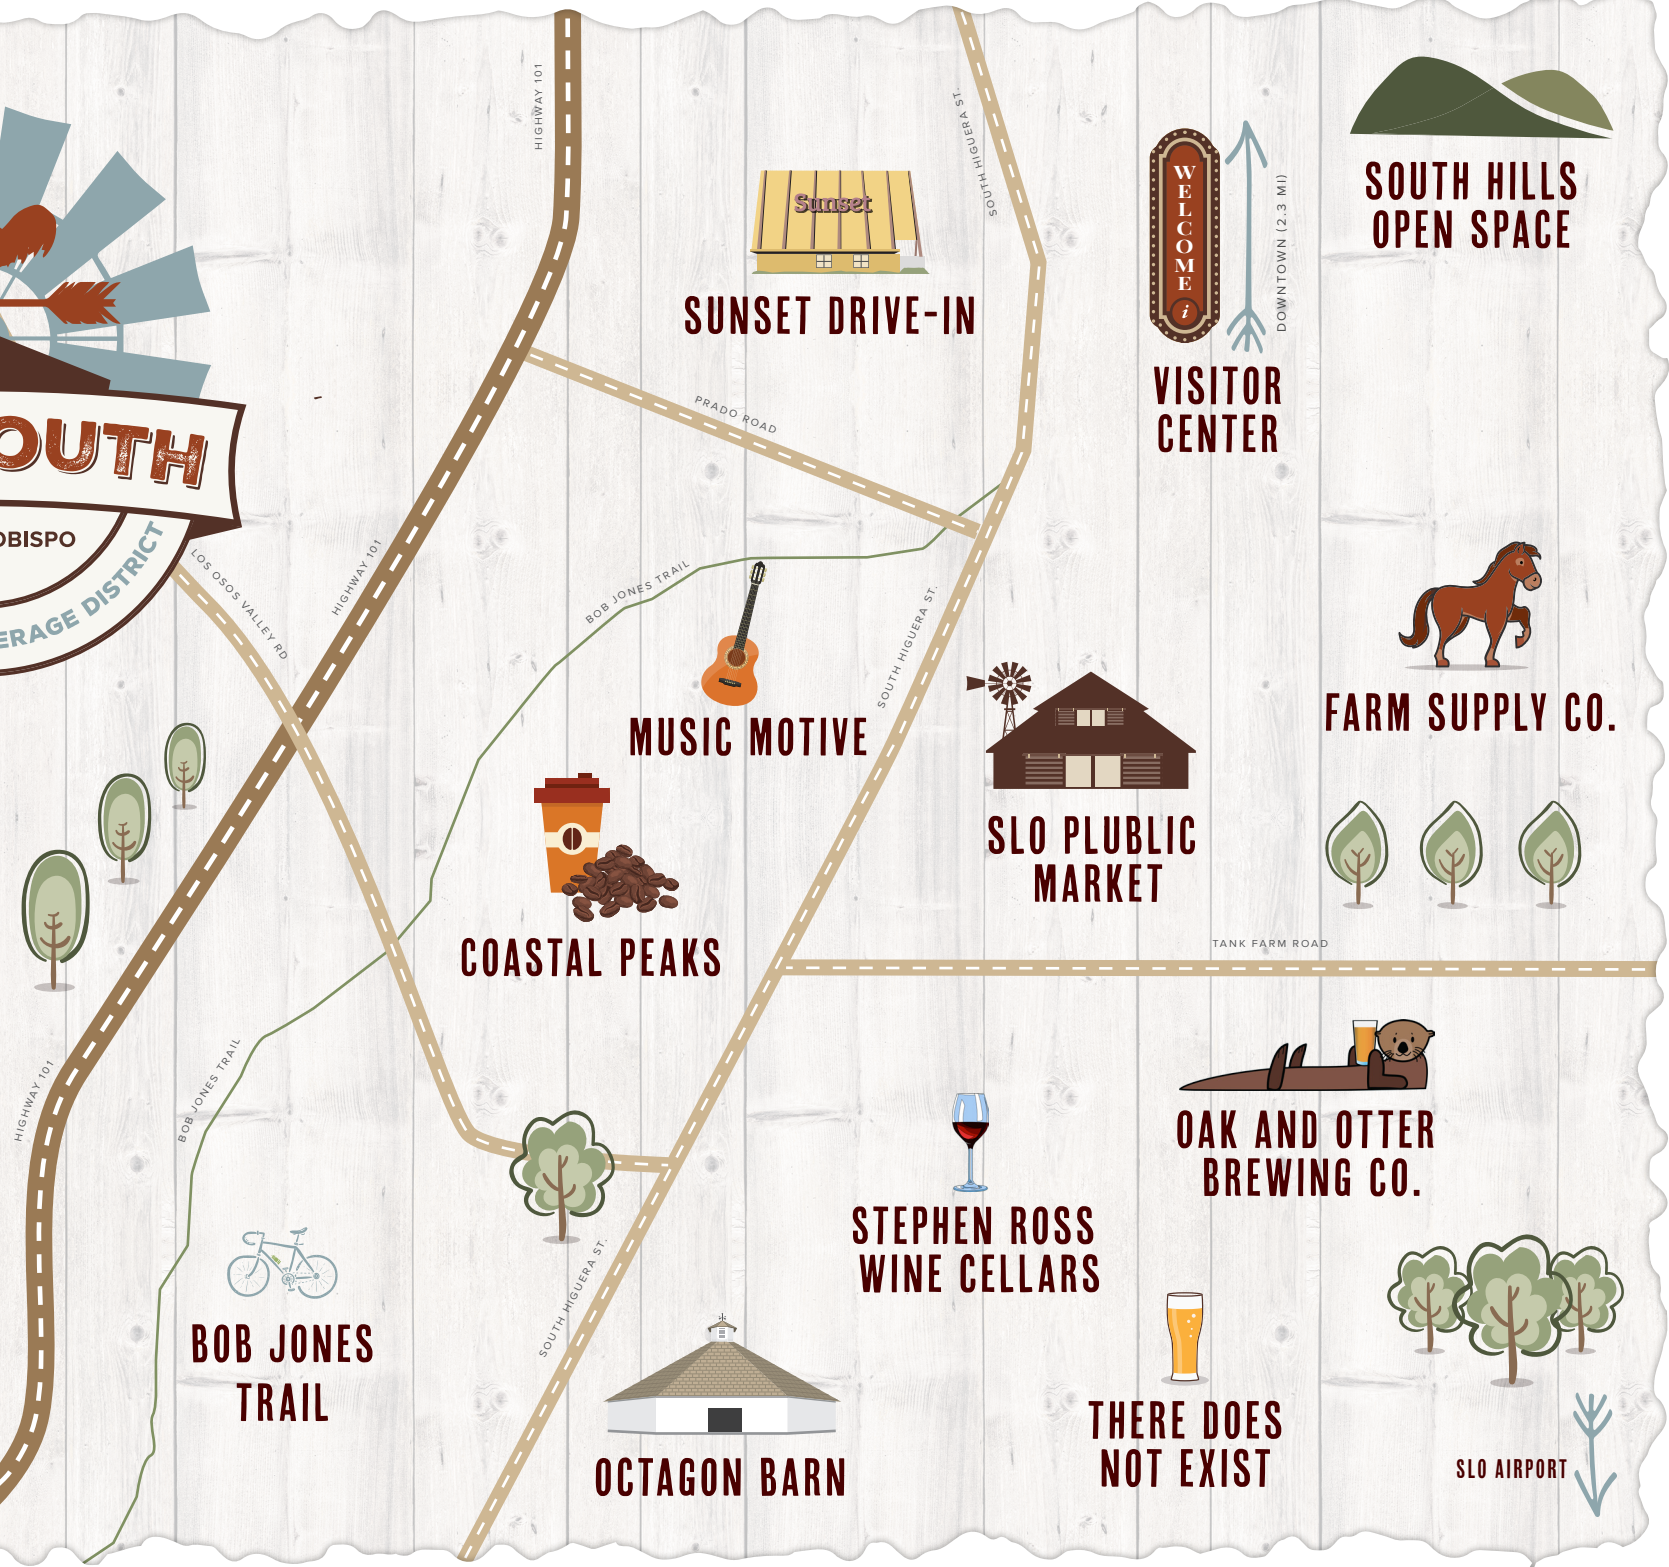 HIGHWAY 101
SOUTH HIGUERA ST.
SOUTH HILLS
OPEN SPACE
WELCOME
i
DOWNTOWN (2.3 MI)
Sunset
SUNSET DRIVE-IN
VISITOR
CENTER
PRADO ROAD
OUTH
OBISPO
ERAGE DISTRICT
LOS OSOS VALLEY RD
HIGHWAY 101
BOB JONES TRAIL
SOUTH HIGUERA ST.
MUSIC MOTIVE
FARM SUPPLY CO.
SLO PLUBLIC
MARKET
COASTAL PEAKS
TANK FARM ROAD
HIGHWAY 101
BOB JONES TRAIL
OAK AND OTTER
BREWING CO.
STEPHEN ROSS
WINE CELLARS
SOUTH HIGUERA ST.
BOB JONES
TRAIL
THERE DOES
NOT EXIST
OCTAGON BARN
SLO AIRPORT